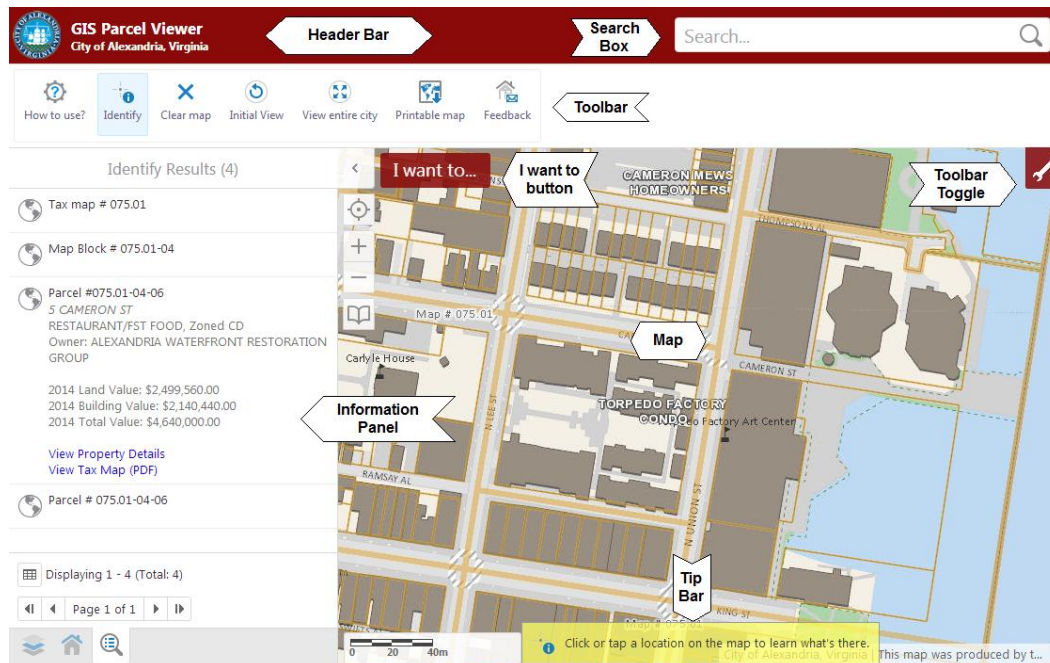 GIS Parcel Viewer
City of Alexandria, Virginia
Header Bar
Search
Box
Search...
How to use?
Identify
Clear map
Initial View
View entire city
Printable map
Feedback
Toolbar
Identify Results (4)
Tax map # 075.01
Map Block # 075.01-04
Parcel #075.01-04-06
5 CAMERON ST
RESTAURANT/FST FOOD, Zoned CD
Owner: ALEXANDRIA WATERFRONT RESTORATION
GROUP
2014 Land Value: $2,499,560.00
2014 Building Value: $2,140,440.00
2014 Total Value: $4,640,000.00
View Property Details
View Tax Map (PDF)
Parcel # 075.01-04-06
Displaying 1 - 4 (Total: 4)
Page 1 of 1
Information
Panel
I want to...
I want to
button
CAMERON MEWS
HOMEOWNERS
Toolbar
Toggle
THOMPSONS AL
Map # 075.01
Map
CAMERON ST
Carlyle House
N LEE ST
TORPEDO FACTORY
CONDO
Factory Art Center
RAMSAY AL
N UNION ST
Tip
Bar
KING ST
Map # 075.01
0 20 40m
Click or tap a location on the map to learn what's there.
City of Alexandria, Virginia | This map was produced by t...